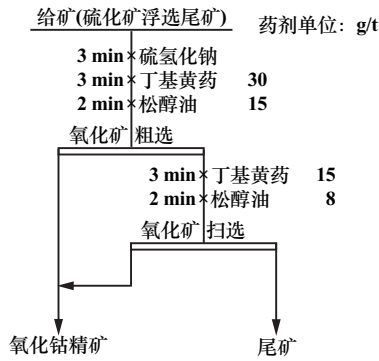 给矿(硫化矿浮选尾矿)
药剂单位：g/t
3 min×硫氢化钠
3 min×丁基黄药 30
2 min×松醇油 15
氧化矿 粗选
3 min×丁基黄药 15
2 min×松醇油 8
氧化矿 扫选
氧化钴精矿 尾矿